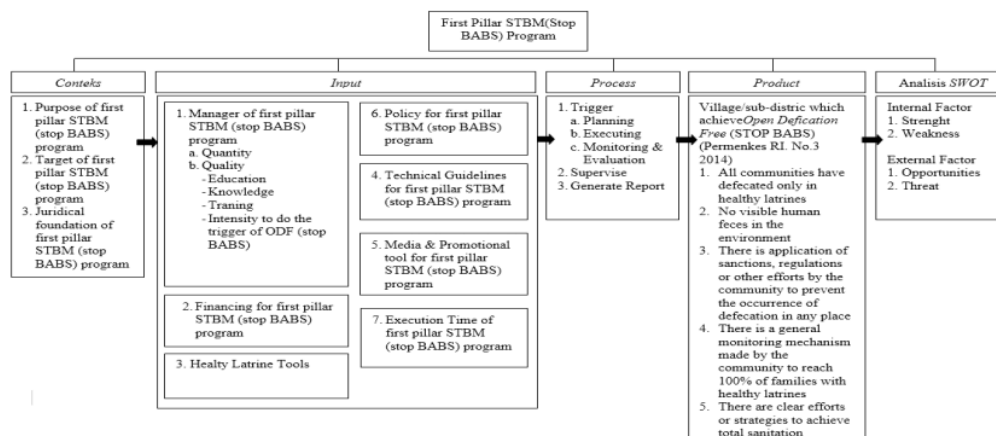 First Pillar STBM(Stop
BABS) Program
Conteks
1. Purpose of first
pillar STBM
(stop BABS)
program
2. Target of first
pillar STBM
(stop BABS)
program
3. Juridical
foundation of
first pillar
STBM (stop
BABS) program
Input
1. Manager of first pillar
STBM (stop BABS)
program
a. Quantity
b. Quality
- Education
- Knowledge
- Traning
- Intensity to do the
trigger of ODF (stop
BABS)
2. Financing for first pillar
STBM (stop BABS)
program
3. Healty Latrine Tools
6. Policy for first pillar
STBM (stop BABS)
program
4. Technical Guidelines
for first pillar STBM
(stop BABS) program
5. Media & Promotional
tool for first pillar
STBM (stop BABS)
program
7. Execution Time of
first pillar STBM
(stop BABS) program
Process
1. Trigger
a. Planning
b. Executing
c. Monitoring &
Evaluation
2. Supervise
3. Generate Report
Product
Village/sub-distric which
achieveOpen Defication
Free (STOP BABS)
(Permenkes RI. No.3
2014)
1. All communities have
defecated only in
healthy latrines
2. No visible human
feces in the
environment
3. There is application of
sanctions, regulations
or other efforts by the
community to prevent
the occurrence of
defecation in any place
4. There is a general
monitoring mechanism
made by the
community to reach
100% of families with
healthy latrines
5. There are clear efforts
or strategies to achieve
total sanitation
Analisis SWOT
Internal Factor
1. Strenght
2. Weakness
External Factor
1. Opportunities
2. Threat